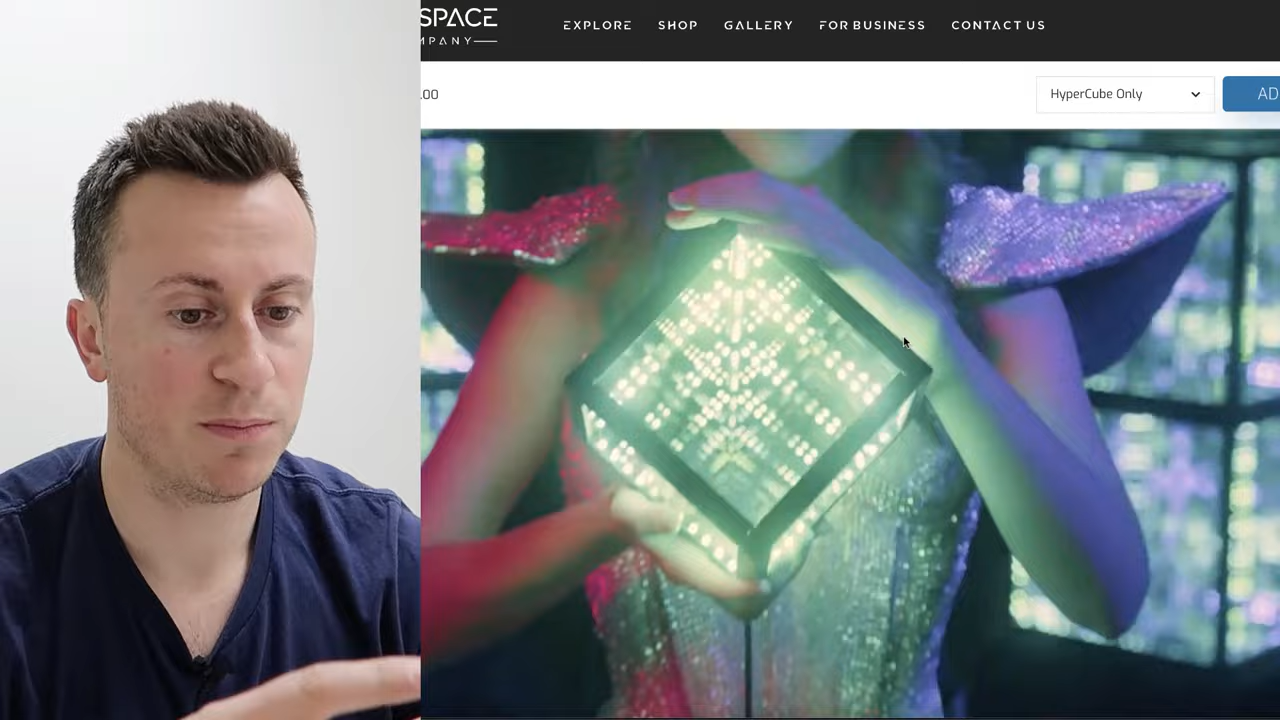 SPACE
MPANY
EXPLORE SHOP GALLERY FOR BUSINESS CONTACT US
.00
HyperCube Only
AD